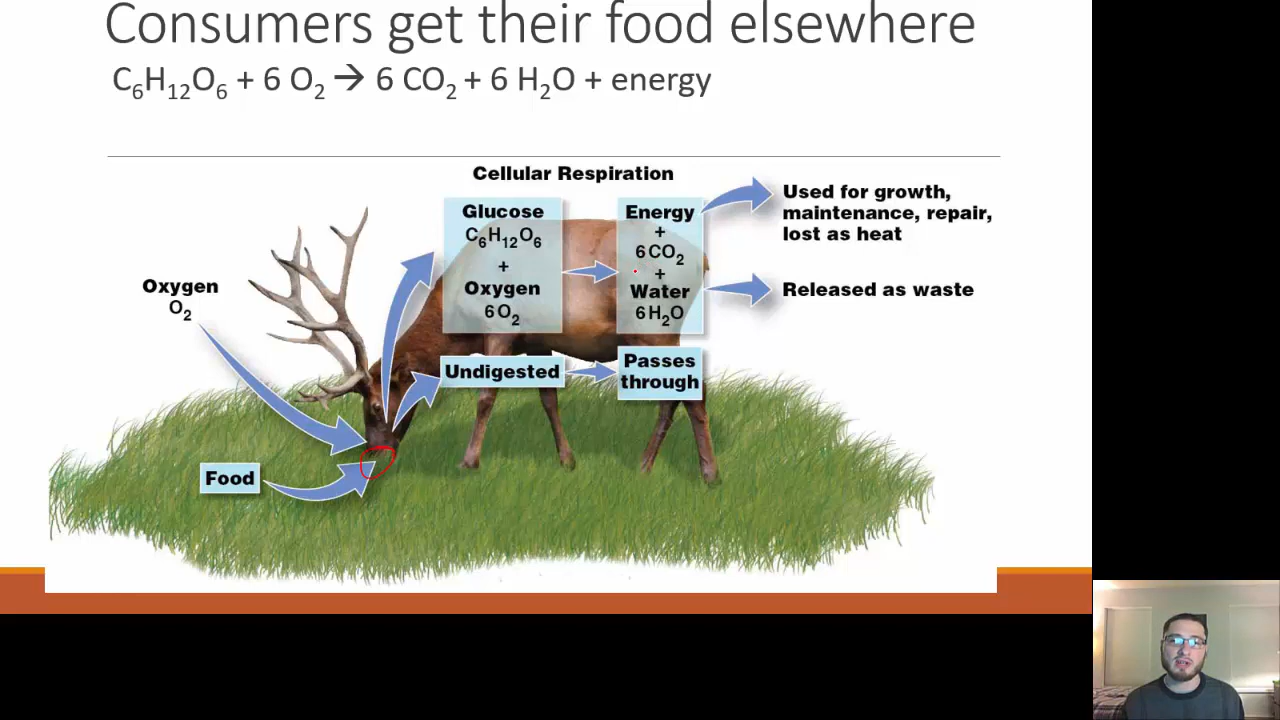 Consumers get their food elsewhere
C₆H₁₂O₆ + 6 O₂ → 6 CO₂ + 6 H₂O + energy
Cellular Respiration
Oxygen
O₂
Food
Glucose
C₆H₁₂O₆
+
Oxygen
6O₂
Undigested
Energy
+
6CO₂
+
Water
6H₂O
Passes
through
Used for growth,
maintenance, repair,
lost as heat
Released as waste